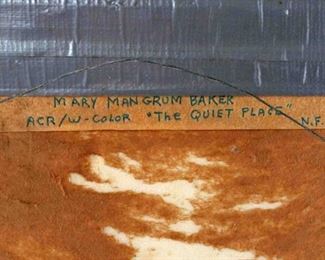 MARY MANGRUM BAKER
ACR/W-COLOR "The QUIET PLACE" N.F.